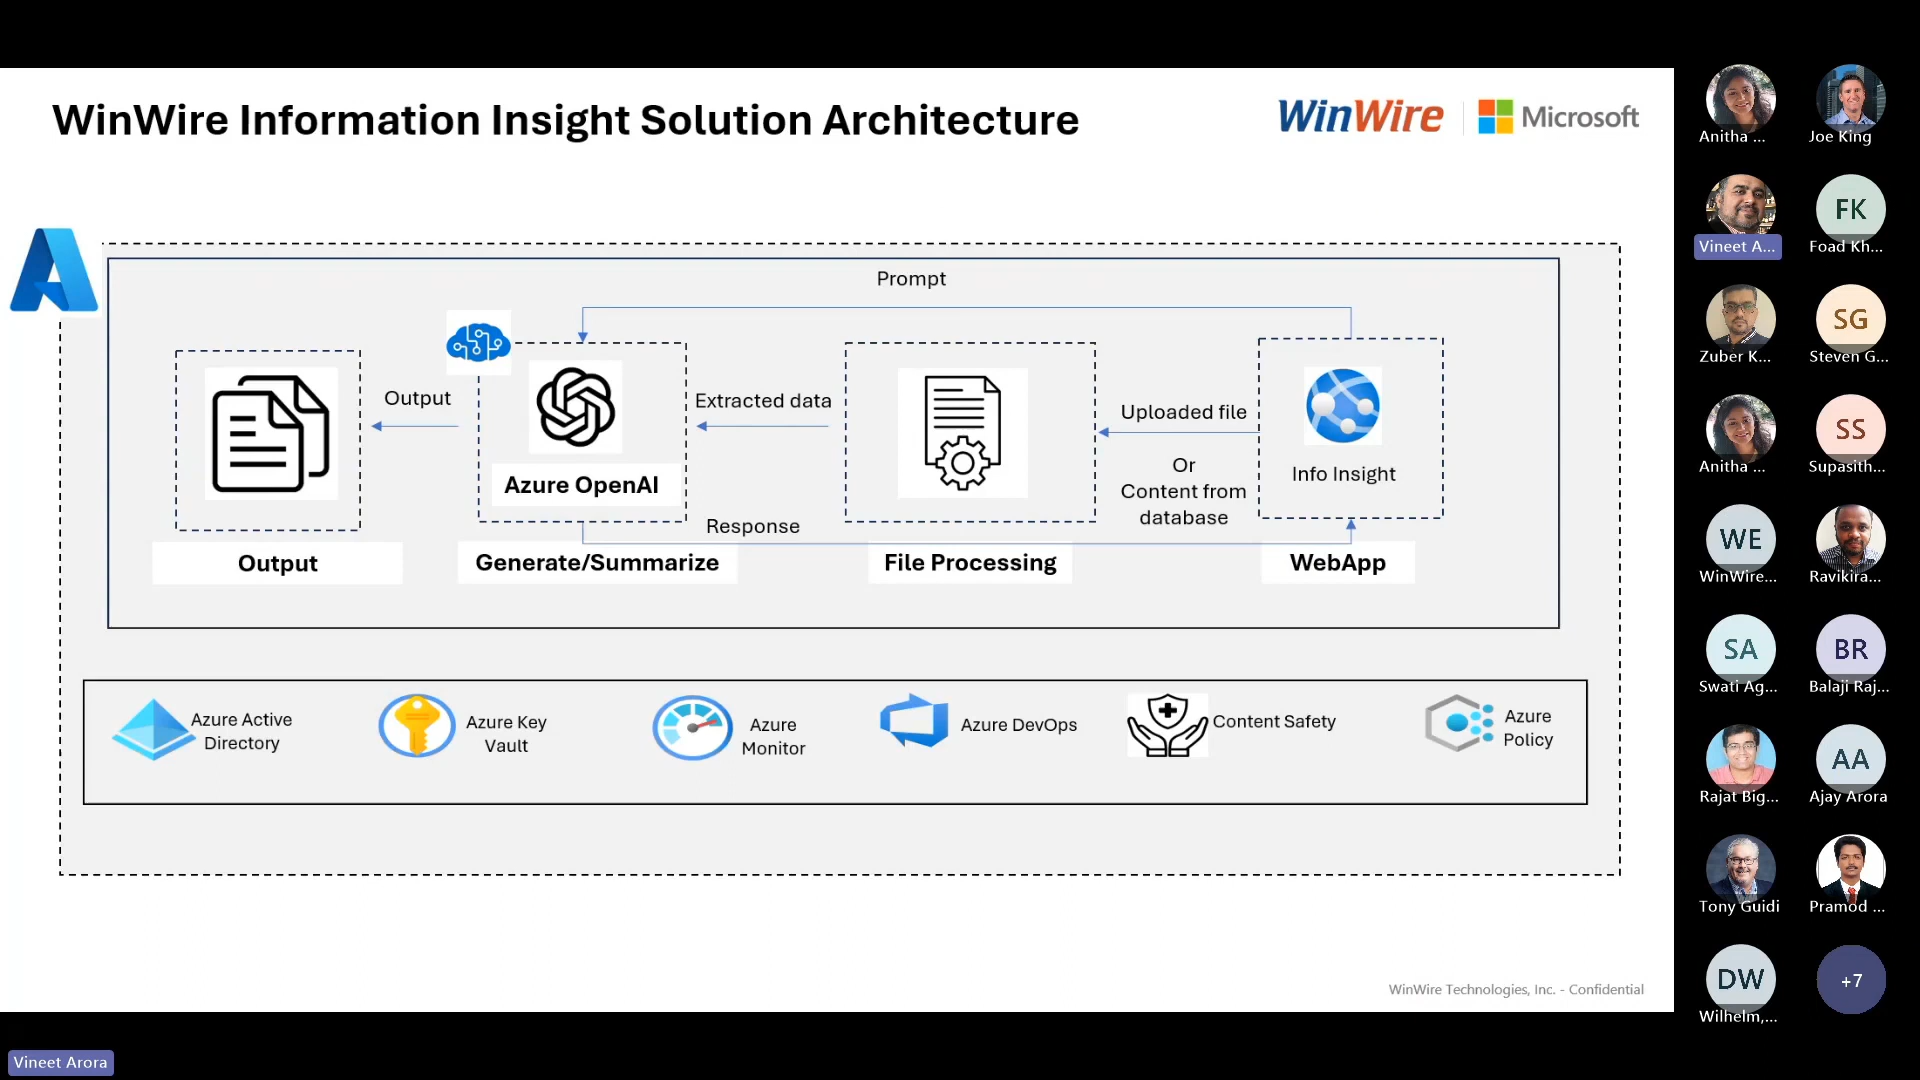 WinWire Information Insight Solution Architecture
WinWire
Microsoft
Prompt
Output
Extracted data
Uploaded file
Or
Content from
database
Info Insight
Azure OpenAI
Response
Output
Generate/Summarize
File Processing
WebApp
Azure Active
Directory
Azure Key
Vault
Azure
Monitor
Azure DevOps
Content Safety
Azure
Policy
WinWire Technologies, Inc. - Confidential
Vineet Arora
Anitha ...
Joe King
Vineet A...
FK
Foad Kh...
Zuber K...
SG
Steven G...
Anitha ...
SS
Supasith...
WE
WinWire...
Ravikira...
SA
Swati Ag...
BR
Balaji Raj...
Rajat Big...
AA
Ajay Arora
Tony Guidi
Pramod ...
DW
Wilhelm,...
+7